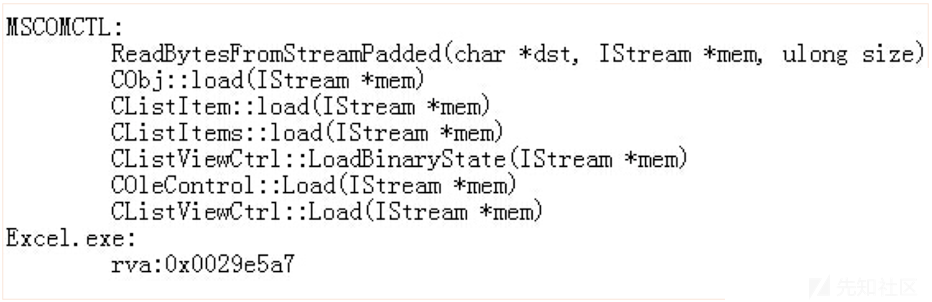 MSCOMCTL:
ReadBytesFromStreamPadded(char *dst, IStream *mem, ulong size)
CObj::load(IStream *mem)
CListItem::load(IStream *mem)
CListItems::load(IStream *mem)
CListViewCtrl::LoadBinaryState(IStream *mem)
COleControl::Load(IStream *mem)
CListViewCtrl::Load(IStream *mem)
Excel.exe:
rva:0x0029e5a7
先知社区